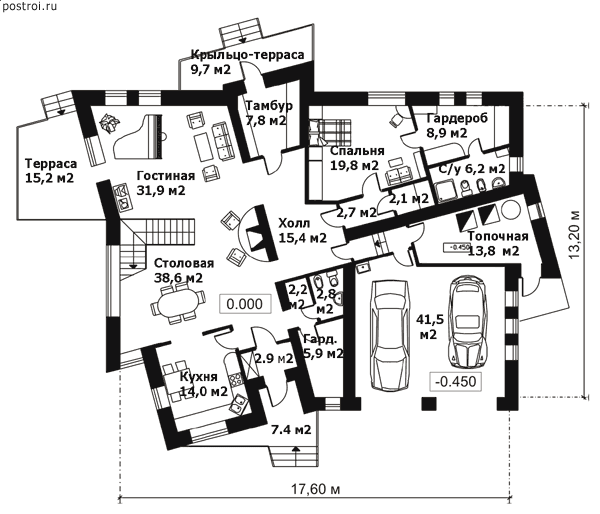 postroi.ru
Крыльцо-терраса
9,7 м2
Тамбур
7,8 м2
Гардероб
8,9 м2
Терраса
15,2 м2
Гостиная
31,9 м2
Спальня
19,8 м2
С/у 6,2 м2
2,1 м2
2,7 м2
Холл
15,4 м2
Топочная
13,8 м2
-0.450
Столовая
38,6 м2
0.000
2,2
м2
2,8
м2
41,5
м2
13,20 м
Гард.
5,9 м2
2.9 м2
Кухня
14,0 м2
-0.450
7.4 м2
17,60 м